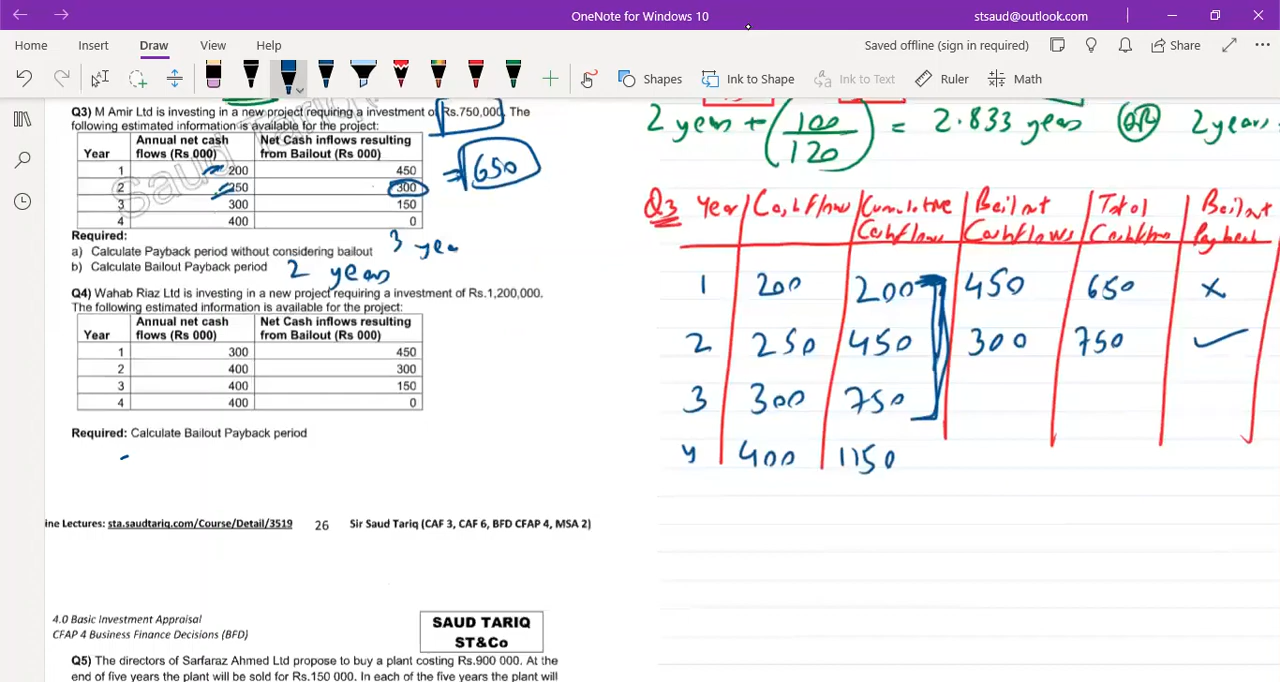 OneNote for Windows 10
stsaud@outlook.com
Home Insert Draw View Help
Saved offline (sign in required)
Share
Shapes
Ink to Shape
Ink to Text
Ruler
Math
Q3) M Amir Ltd is investing in a new project requiring a investment of Rs.750,000. The
following estimated information is available for the project:
Year Annual net cash flows (Rs 000) Net Cash inflows resulting from Bailout (Rs 000)
1 200 450
2 250 300
3 300 150
4 400 0
650
Required:
a) Calculate Payback period without considering bailout 3 yea
b) Calculate Bailout Payback period 2 years
Q4) Wahab Riaz Ltd is investing in a new project requiring a investment of Rs.1,200,000.
The following estimated information is available for the project:
Year Annual net cash flows (Rs 000) Net Cash inflows resulting from Bailout (Rs 000)
1 300 450
2 400 300
3 400 150
4 400 0
Required: Calculate Bailout Payback period
ine Lectures: sta.saudtariq.com/Course/Detail/3519 26 Sir Saud Tariq (CAF 3, CAF 6, BFD CFAP 4, MSA 2)
4.0 Basic Investment Appraisal
CFAP 4 Business Finance Decisions (BFD)
SAUD TARIQ
ST&Co
Q5) The directors of Sarfaraz Ahmed Ltd propose to buy a plant costing Rs.900 000. At the
end of five years the plant will be sold for Rs.150 000. In each of the five years the plant will
2 years + (100/120) = 2.833 years OR 2 years
Q3 Year Cashflow Cumulative Cashflows Bailout Cashflows Total Cashflow Bailout Payback
1 200 200 450 650 ×
2 250 450 300 750 ✓
3 300 750
4 400 1150